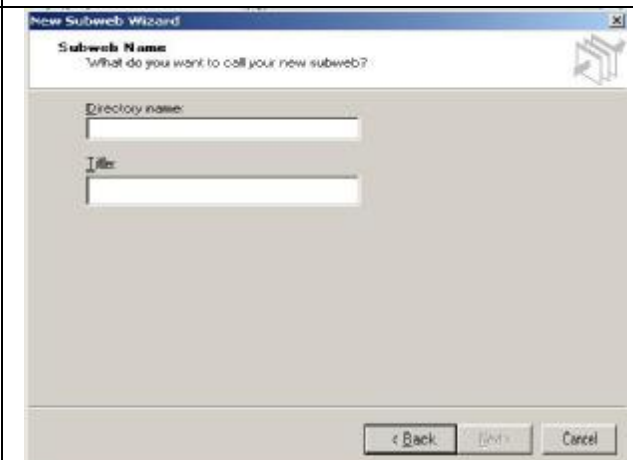 New Subweb Wizard
Subweb Name
What do you want to call your new subweb?
Directory name:
Title:
< Back
Next >
Cancel